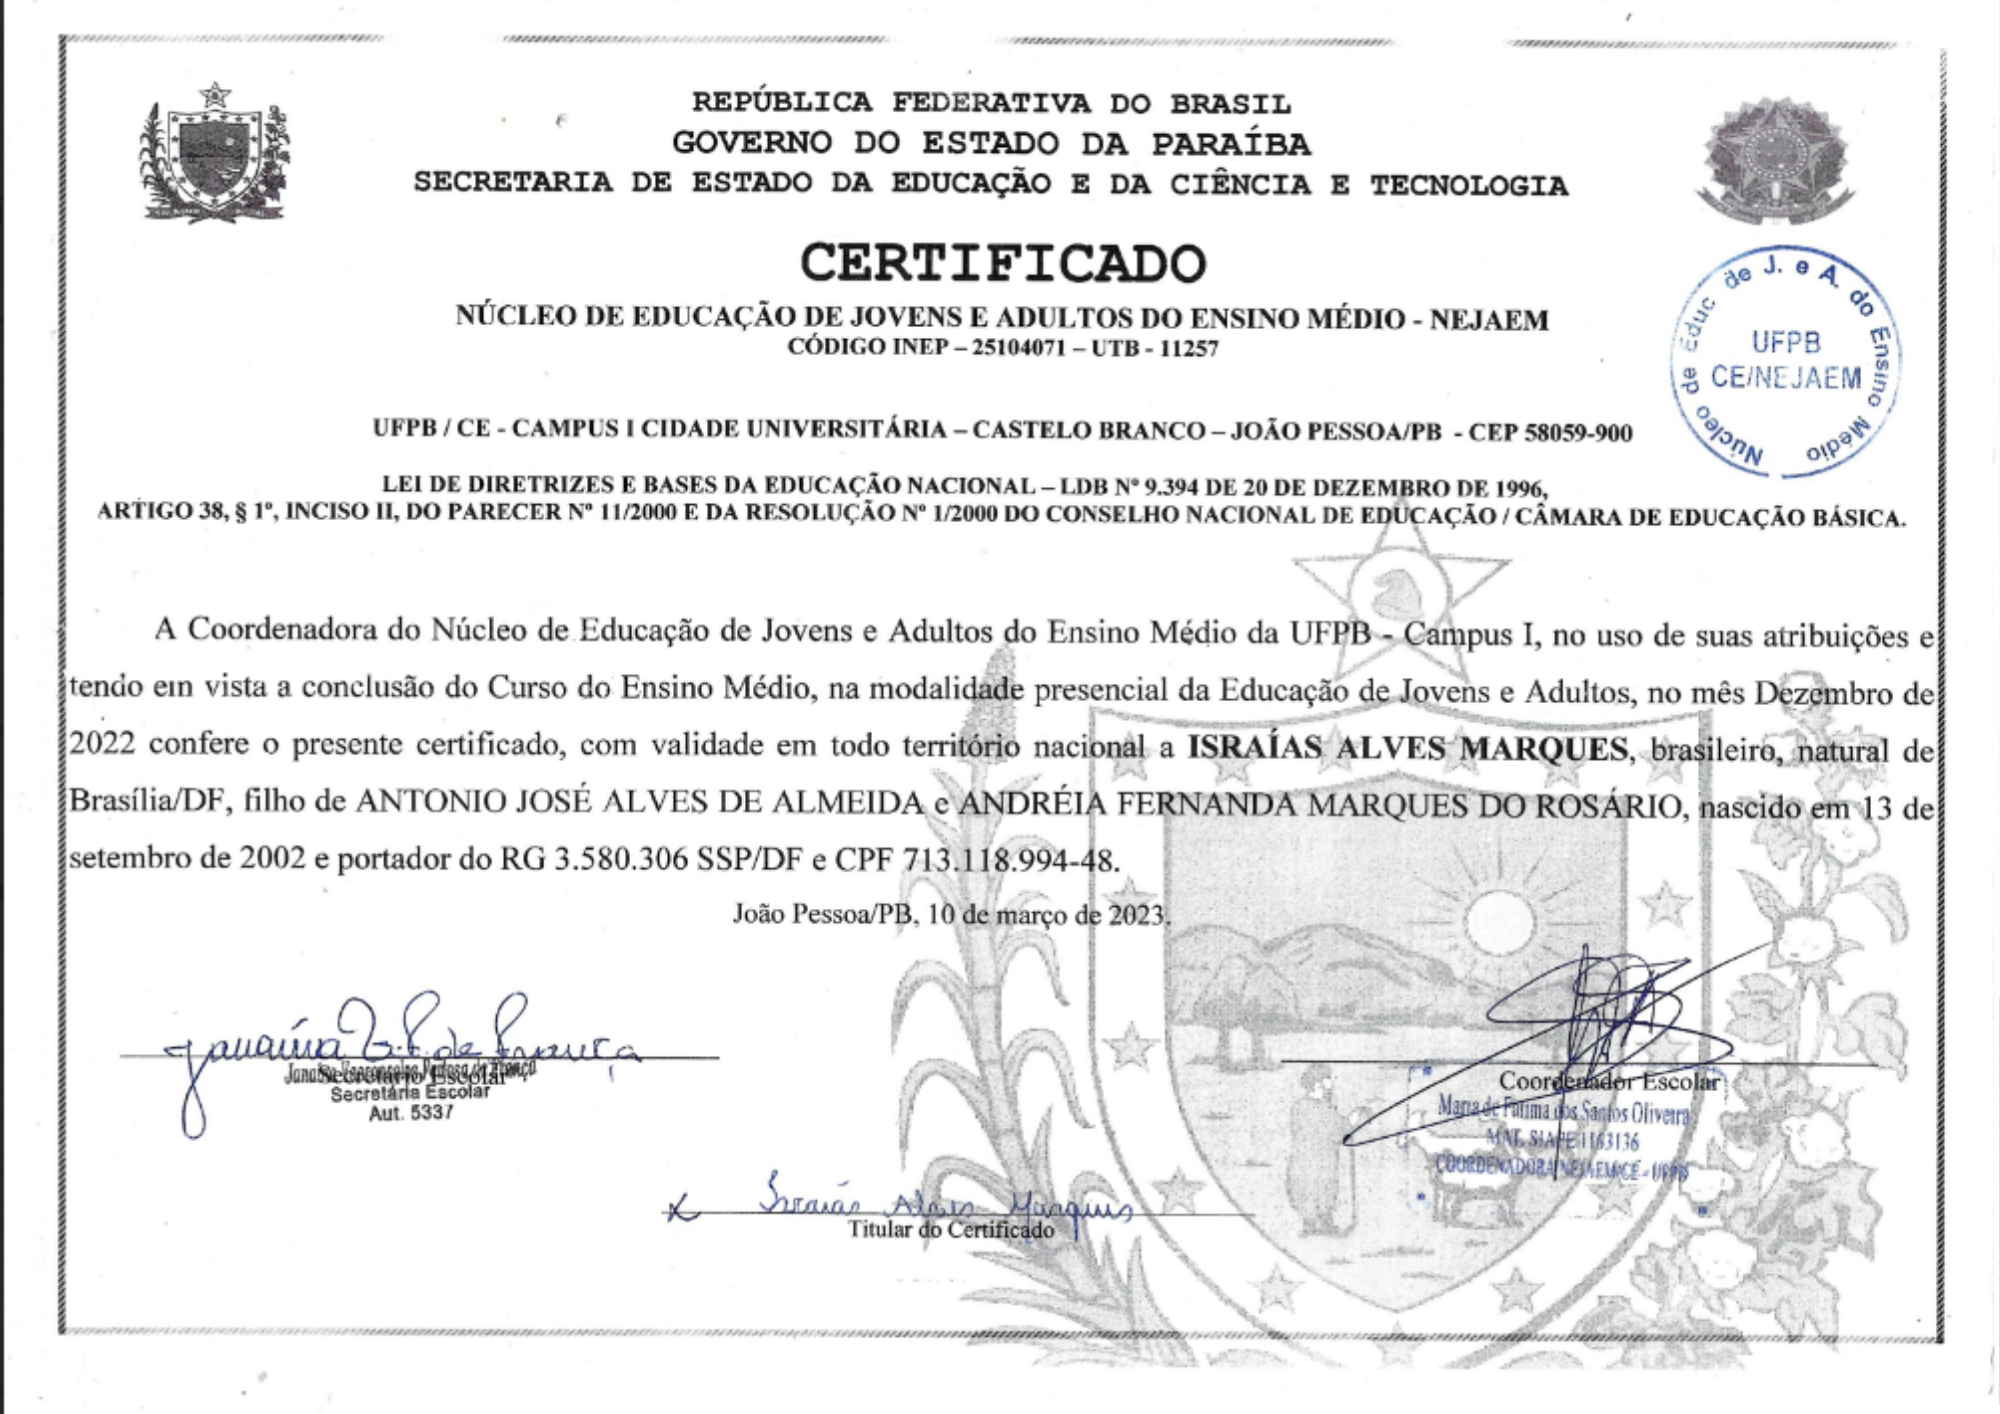 REPÚBLICA FEDERATIVA DO BRASIL
GOVERNO DO ESTADO DA PARAÍBA
SECRETARIA DE ESTADO DA EDUCAÇÃO E DA CIÊNCIA E TECNOLOGIA
CERTIFICADO
NÚCLEO DE EDUCAÇÃO DE JOVENS E ADULTOS DO ENSINO MÉDIO - NEJAEM
CÓDIGO INEP – 25104071 – UTB - 11257
Núcleo de Educ de J. e A. do Ensino Médio
UFPB
CE/NEJAEM
UFPB / CE - CAMPUS I CIDADE UNIVERSITÁRIA – CASTELO BRANCO – JOÃO PESSOA/PB - CEP 58059-900
LEI DE DIRETRIZES E BASES DA EDUCAÇÃO NACIONAL – LDB Nº 9.394 DE 20 DE DEZEMBRO DE 1996,
ARTIGO 38, § 1º, INCISO II, DO PARECER Nº 11/2000 E DA RESOLUÇÃO Nº 1/2000 DO CONSELHO NACIONAL DE EDUCAÇÃO / CÂMARA DE EDUCAÇÃO BÁSICA.
A Coordenadora do Núcleo de Educação de Jovens e Adultos do Ensino Médio da UFPB - Campus I, no uso de suas atribuições e
tendo em vista a conclusão do Curso do Ensino Médio, na modalidade presencial da Educação de Jovens e Adultos, no mês Dezembro de
2022 confere o presente certificado, com validade em todo território nacional a ISRAÍAS ALVES MARQUES, brasileiro, natural de
Brasília/DF, filho de ANTONIO JOSÉ ALVES DE ALMEIDA e ANDRÉIA FERNANDA MARQUES DO ROSÁRIO, nascido em 13 de
setembro de 2002 e portador do RG 3.580.306 SSP/DF e CPF 713.118.994-48.
João Pessoa/PB, 10 de março de 2023.
Janaína de França
Secretário Escolar
Secretária Escolar
Aut. 5337
Coordenador Escolar
Maria de Fatima dos Santos Oliveira
MAT. SIAPE 1163136
COORDENADORA NEJAEM/CE - UFPB
X Israías Alves Marques
Titular do Certificado